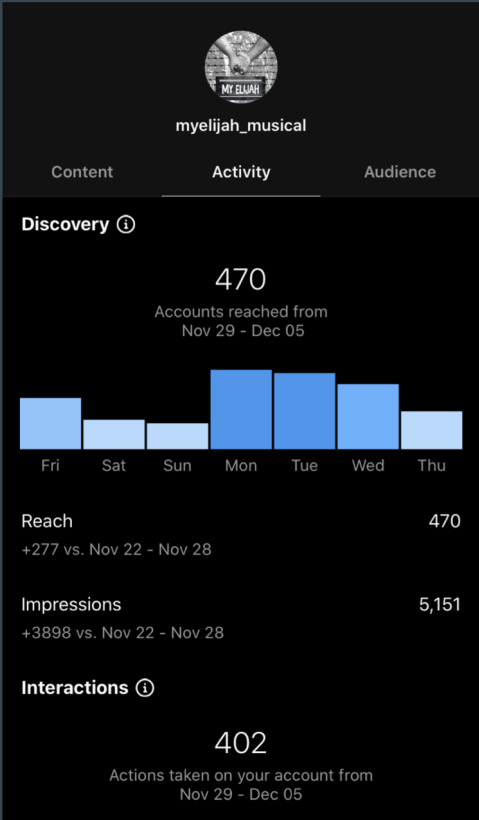 MY ELIJAH
myelijah_musical
Content Activity Audience
Discovery
470
Accounts reached from
Nov 29 - Dec 05
Fri Sat Sun Mon Tue Wed Thu
Reach 470
+277 vs. Nov 22 - Nov 28
Impressions 5,151
+3898 vs. Nov 22 - Nov 28
Interactions
402
Actions taken on your account from
Nov 29 - Dec 05